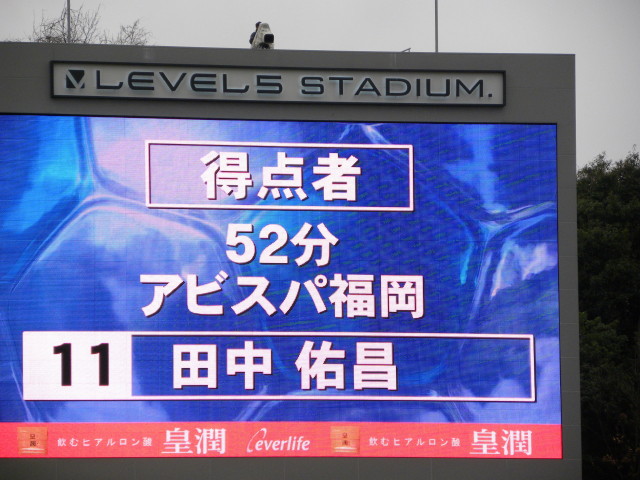 LEVEL5 STADIUM.
得点者
52分
アビスパ福岡
11 田中 佑昌
飲むヒアルロン酸 皇潤 everlife 飲むヒアルロン酸 皇潤